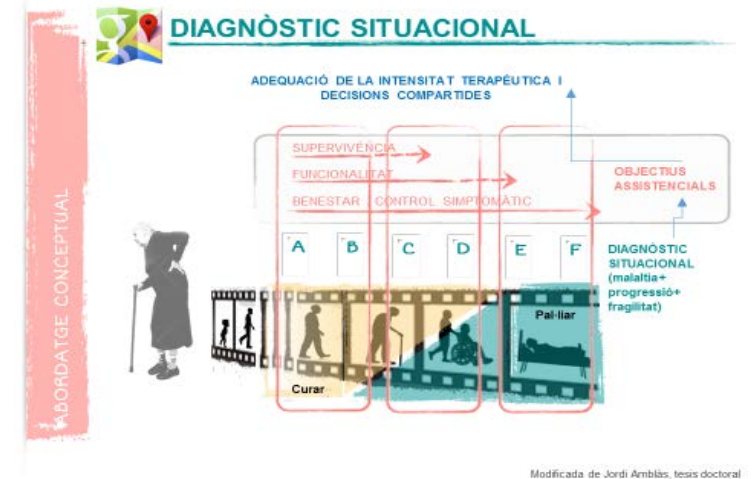 DIAGNÒSTIC SITUACIONAL
ADEQUACIÓ DE LA INTENSITAT TERAPÉUTICA I
DECISIONS COMPARTIDES
ABORDATGE CONCEPTUAL
SUPERVIVÈNCIA
FUNCIONALITAT
BENESTAR I CONTROL SIMPTOMÀTIC
OBJECTIUS
ASSISTENCIALS
A B C D E F
DIAGNÒSTIC
SITUACIONAL
(malaltia+
progressió+
fragilitat)
Pal·liar
Curar
Modificada de Jordi Amblàs, tesis doctoral